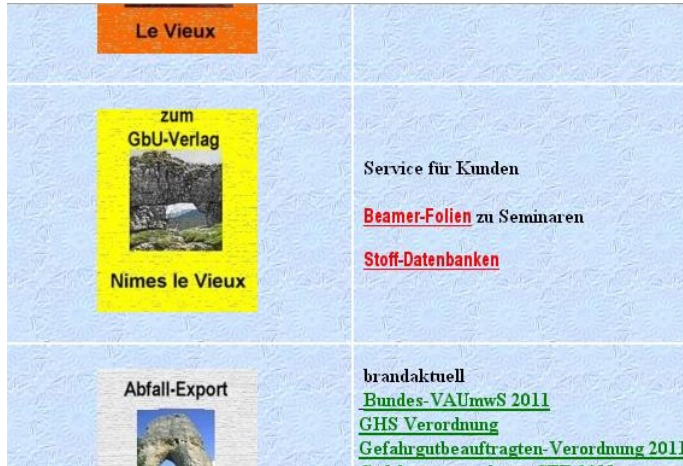 Le Vieux
zum
GbU-Verlag
Nimes le Vieux
Service für Kunden
Beamer-Folien zu Seminaren
Stoff-Datenbanken
Abfall-Export
brandaktuell
Bundes-VAUmwS 2011
GHS Verordnung
Gefahrgutbeauftragten-Verordnung 2011